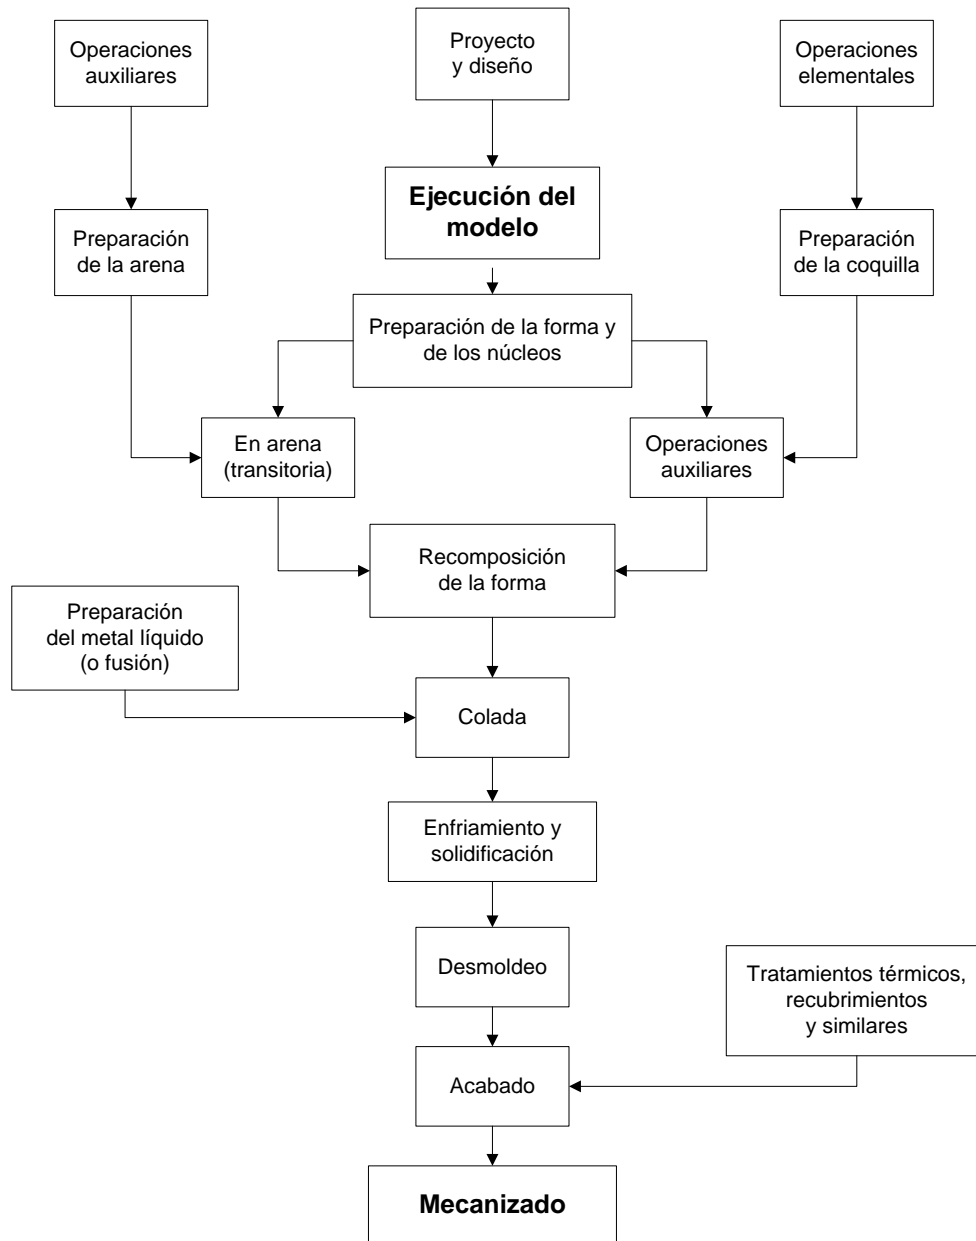 Operaciones
auxiliares
Proyecto
y diseño
Operaciones
elementales
Ejecución del
modelo
Preparación
de la arena
Preparación
de la coquilla
Preparación de la forma y
de los núcleos
En arena
(transitoria)
Operaciones
auxiliares
Recomposición
de la forma
Preparación
del metal líquido
(o fusión)
Colada
Enfriamiento y
solidificación
Desmoldeo
Tratamientos térmicos,
recubrimientos
y similares
Acabado
Mecanizado